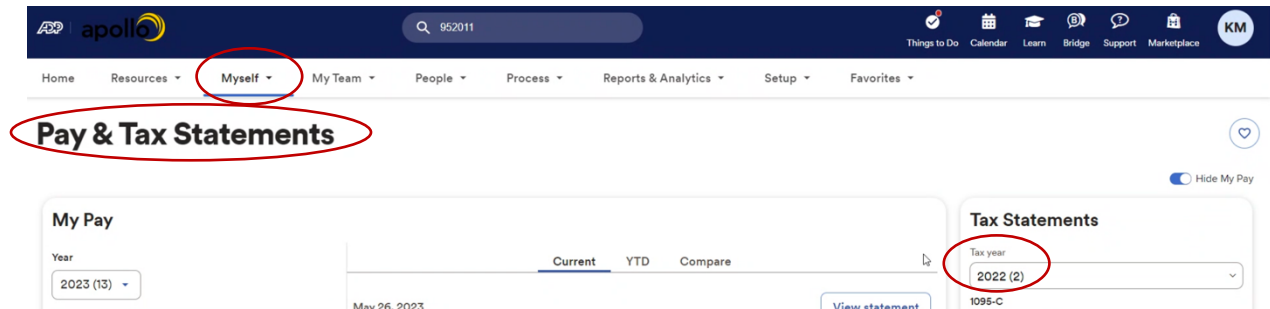 ADP apollo
952011
Things to Do Calendar Learn Bridge Support Marketplace
KM
Home Resources Myself My Team People Process Reports & Analytics Setup Favorites
Pay & Tax Statements
Hide My Pay
My Pay
Year
2023 (13)
Current YTD Compare
May 26, 2023
View statement
Tax Statements
Tax year
2022 (2)
1095-C